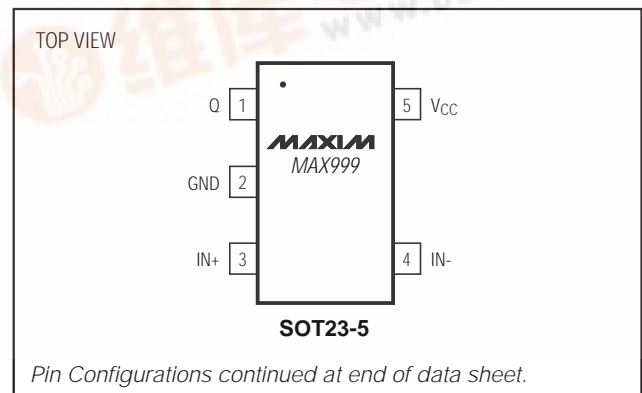 TOP VIEW
Q 1
5 VCC
MAXIM
MAX999
GND 2
IN+ 3
4 IN-
SOT23-5
Pin Configurations continued at end of data sheet.